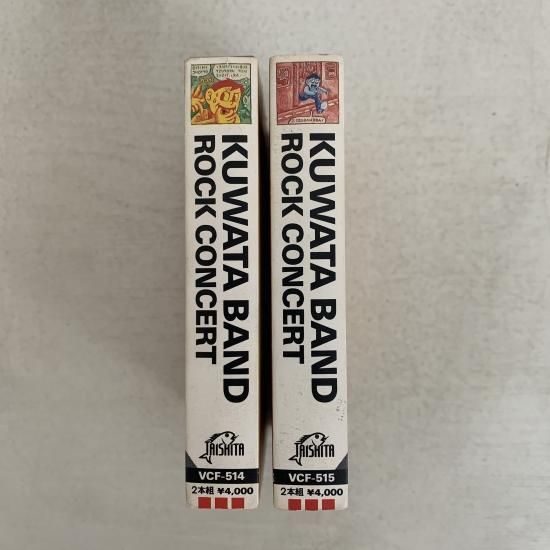 KUWATA BAND
ROCK CONCERT
TAISHITA
VCF-514
2本組 ¥4,000
KUWATA BAND
ROCK CONCERT
TAISHITA
VCF-515
2本組 ¥4,000